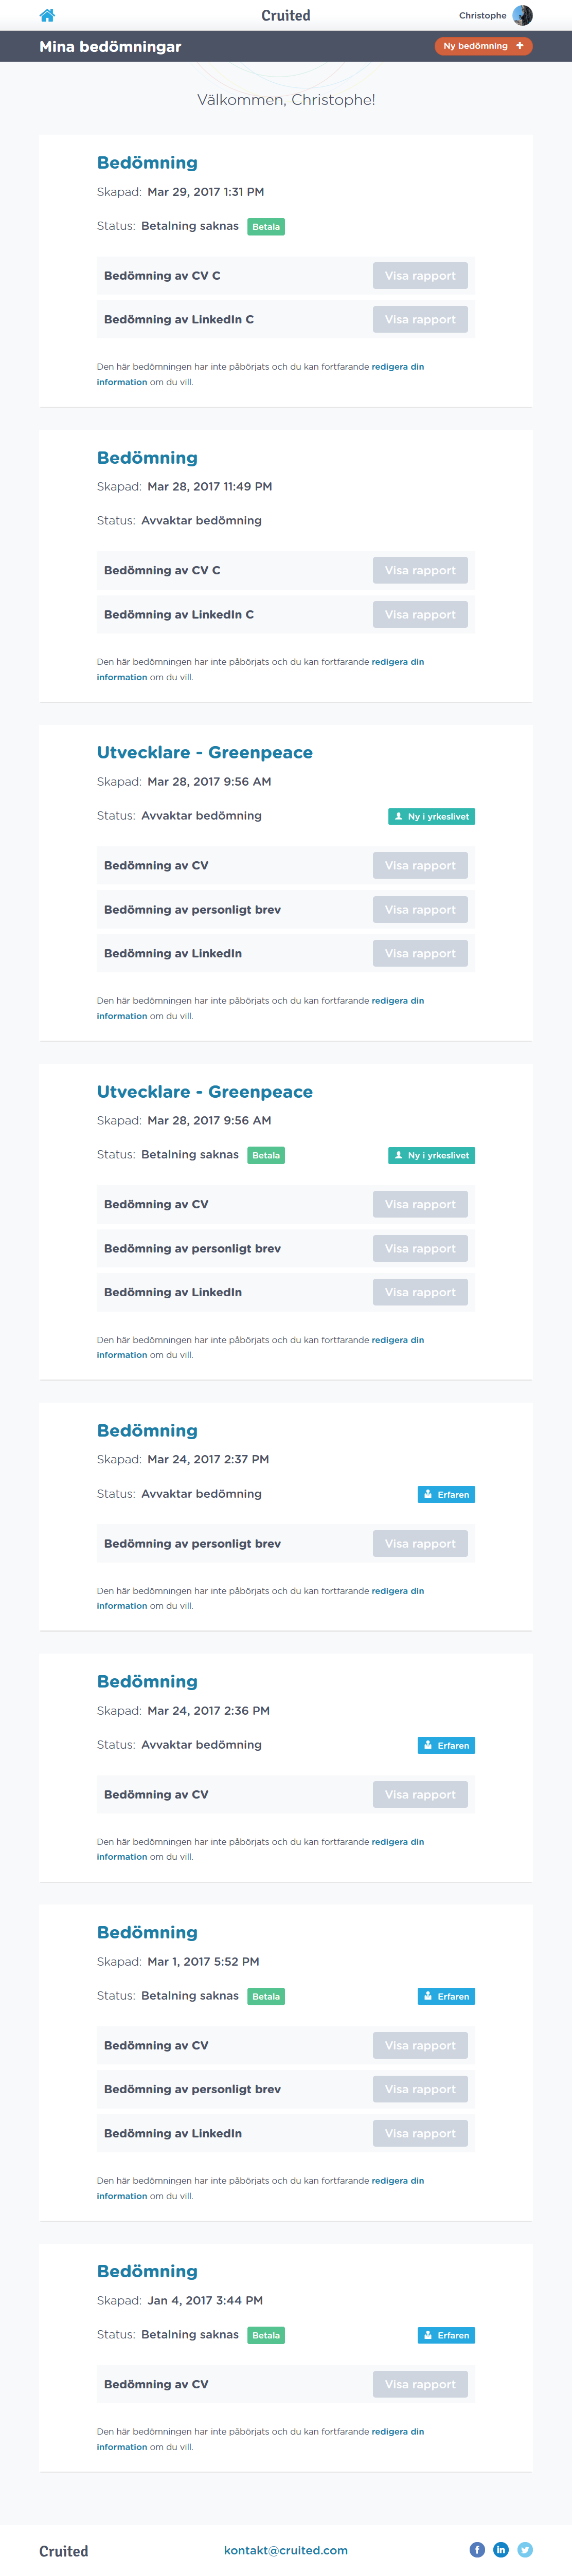 Cruited
Christophe
Mina bedömningar
Ny bedömning +
Välkommen, Christophe!
Bedömning
Skapad: Mar 29, 2017 1:31 PM
Status: Betalning saknas Betala
Bedömning av CV C Visa rapport
Bedömning av LinkedIn C Visa rapport
Den här bedömningen har inte påbörjats och du kan fortfarande redigera din
information om du vill.
Bedömning
Skapad: Mar 28, 2017 11:49 PM
Status: Avvaktar bedömning
Bedömning av CV C Visa rapport
Bedömning av LinkedIn C Visa rapport
Den här bedömningen har inte påbörjats och du kan fortfarande redigera din
information om du vill.
Utvecklare - Greenpeace
Skapad: Mar 28, 2017 9:56 AM
Status: Avvaktar bedömning Ny i yrkeslivet
Bedömning av CV Visa rapport
Bedömning av personligt brev Visa rapport
Bedömning av LinkedIn Visa rapport
Den här bedömningen har inte påbörjats och du kan fortfarande redigera din
information om du vill.
Utvecklare - Greenpeace
Skapad: Mar 28, 2017 9:56 AM
Status: Betalning saknas Betala Ny i yrkeslivet
Bedömning av CV Visa rapport
Bedömning av personligt brev Visa rapport
Bedömning av LinkedIn Visa rapport
Den här bedömningen har inte påbörjats och du kan fortfarande redigera din
information om du vill.
Bedömning
Skapad: Mar 24, 2017 2:37 PM
Status: Avvaktar bedömning Erfaren
Bedömning av personligt brev Visa rapport
Den här bedömningen har inte påbörjats och du kan fortfarande redigera din
information om du vill.
Bedömning
Skapad: Mar 24, 2017 2:36 PM
Status: Avvaktar bedömning Erfaren
Bedömning av CV Visa rapport
Den här bedömningen har inte påbörjats och du kan fortfarande redigera din
information om du vill.
Bedömning
Skapad: Mar 1, 2017 5:52 PM
Status: Betalning saknas Betala Erfaren
Bedömning av CV Visa rapport
Bedömning av personligt brev Visa rapport
Bedömning av LinkedIn Visa rapport
Den här bedömningen har inte påbörjats och du kan fortfarande redigera din
information om du vill.
Bedömning
Skapad: Jan 4, 2017 3:44 PM
Status: Betalning saknas Betala Erfaren
Bedömning av CV Visa rapport
Den här bedömningen har inte påbörjats och du kan fortfarande redigera din
information om du vill.
Cruited kontakt@cruited.com f in